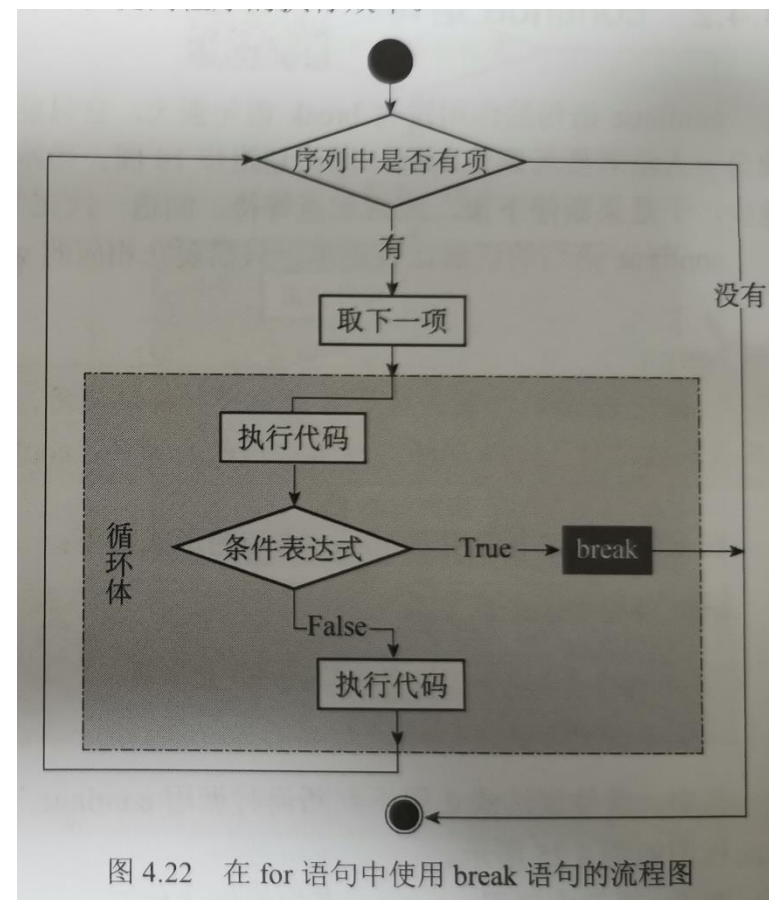 序列中是否有项
有
没有
取下一项
执行代码
循环体
条件表达式
True
break
False
执行代码
图 4.22 在 for 语句中使用 break 语句的流程图